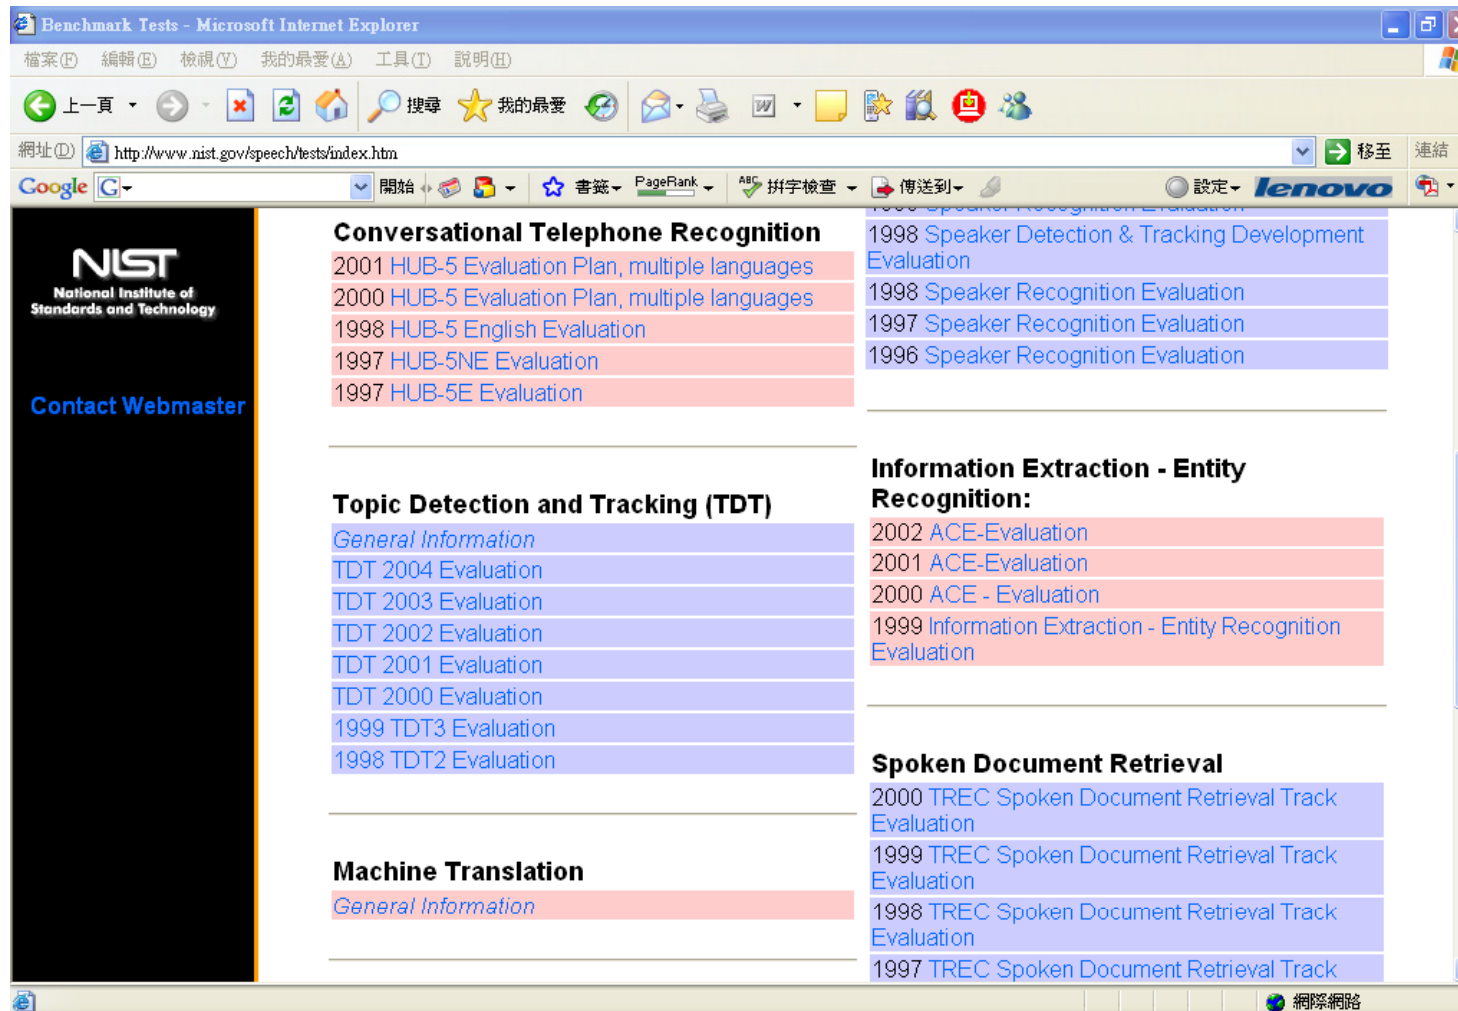 Benchmark Tests - Microsoft Internet Explorer
檔案(F) 編輯(E) 檢視(V) 我的最愛(A) 工具(T) 說明(H)
上一頁 搜尋 我的最愛
網址(D) http://www.nist.gov/speech/tests/index.htm 移至 連結
Google G 開始 書籤 PageRank ABC 拼字檢查 傳送到 設定 lenovo
NIST
National Institute of
Standards and Technology
Contact Webmaster
Conversational Telephone Recognition
2001 HUB-5 Evaluation Plan, multiple languages
2000 HUB-5 Evaluation Plan, multiple languages
1998 HUB-5 English Evaluation
1997 HUB-5NE Evaluation
1997 HUB-5E Evaluation
Topic Detection and Tracking (TDT)
General Information
TDT 2004 Evaluation
TDT 2003 Evaluation
TDT 2002 Evaluation
TDT 2001 Evaluation
TDT 2000 Evaluation
1999 TDT3 Evaluation
1998 TDT2 Evaluation
Machine Translation
General Information
Speaker Recognition Evaluation
1998 Speaker Detection & Tracking Development
Evaluation
1998 Speaker Recognition Evaluation
1997 Speaker Recognition Evaluation
1996 Speaker Recognition Evaluation
Information Extraction - Entity
Recognition:
2002 ACE-Evaluation
2001 ACE-Evaluation
2000 ACE - Evaluation
1999 Information Extraction - Entity Recognition
Evaluation
Spoken Document Retrieval
2000 TREC Spoken Document Retrieval Track
Evaluation
1999 TREC Spoken Document Retrieval Track
Evaluation
1998 TREC Spoken Document Retrieval Track
Evaluation
1997 TREC Spoken Document Retrieval Track
網際網路